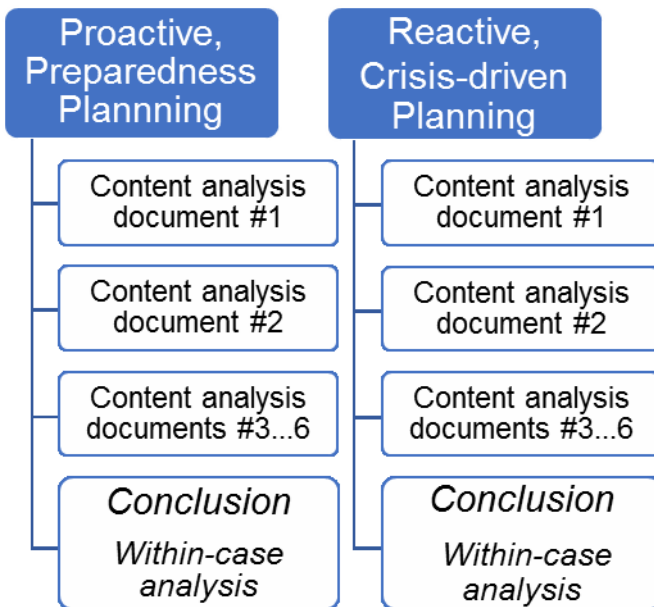 Proactive,
Preparedness
Plannning
Content analysis
document #1
Content analysis
document #2
Content analysis
documents #3...6
Conclusion
Within-case
analysis
Reactive,
Crisis-driven
Planning
Content analysis
document #1
Content analysis
document #2
Content analysis
documents #3...6
Conclusion
Within-case
analysis